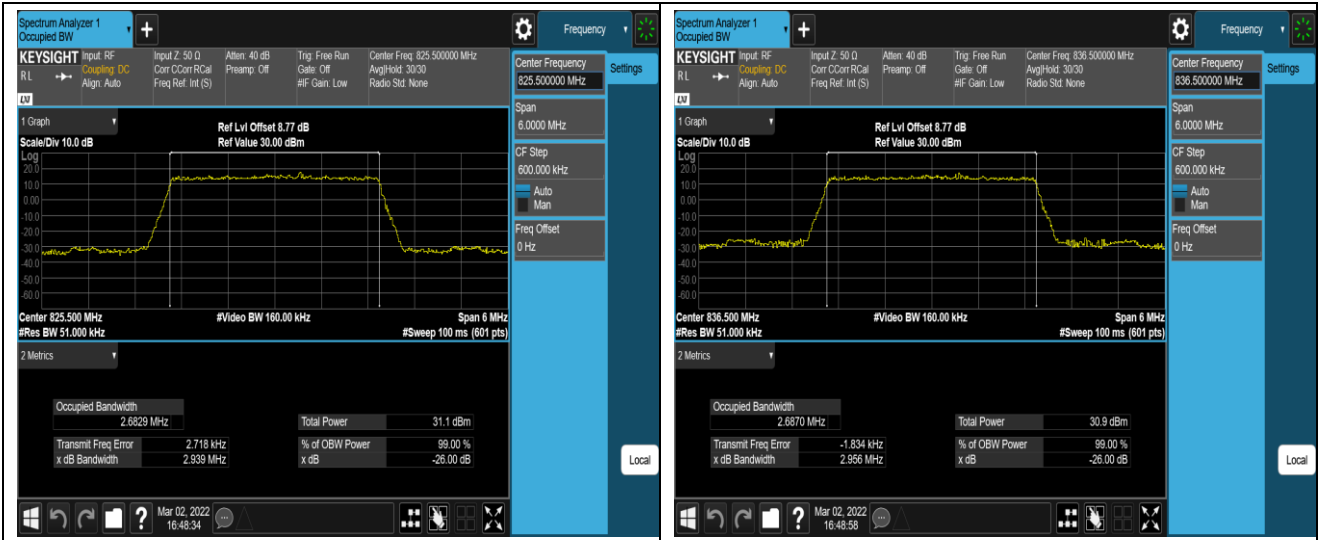 Spectrum Analyzer 1
Occupied BW
Frequency
KEYSIGHT Input: RF Input Z: 50 Ω Atten: 40 dB Trig: Free Run Center Freq: 825.500000 MHz
RL Coupling: DC Corr CCorr RCal Preamp: Off Gate: Off Avg|Hold: 30/30
Align: Auto Freq Ref: Int (S) #IF Gain: Low Radio Std: None
LXI
Center Frequency
825.500000 MHz
Settings
Span
6.0000 MHz
CF Step
600.000 kHz
Auto
Man
Freq Offset
0 Hz
Local
1 Graph
Ref Lvl Offset 8.77 dB
Scale/Div 10.0 dB Ref Value 30.00 dBm
Log
20.0
10.0
0.00
-10.0
-20.0
-30.0
-40.0
-50.0
-60.0
Center 825.500 MHz #Video BW 160.00 kHz Span 6 MHz
#Res BW 51.000 kHz #Sweep 100 ms (601 pts)
2 Metrics
Occupied Bandwidth
2.6829 MHz Total Power 31.1 dBm
Transmit Freq Error 2.718 kHz % of OBW Power 99.00 %
x dB Bandwidth 2.939 MHz x dB -26.00 dB
Mar 02, 2022
16:48:34
Spectrum Analyzer 1
Occupied BW
Frequency
KEYSIGHT Input: RF Input Z: 50 Ω Atten: 40 dB Trig: Free Run Center Freq: 836.500000 MHz
RL Coupling: DC Corr CCorr RCal Preamp: Off Gate: Off Avg|Hold: 30/30
Align: Auto Freq Ref: Int (S) #IF Gain: Low Radio Std: None
LXI
Center Frequency
836.500000 MHz
Settings
Span
6.0000 MHz
CF Step
600.000 kHz
Auto
Man
Freq Offset
0 Hz
Local
1 Graph
Ref Lvl Offset 8.77 dB
Scale/Div 10.0 dB Ref Value 30.00 dBm
Log
20.0
10.0
0.00
-10.0
-20.0
-30.0
-40.0
-50.0
-60.0
Center 836.500 MHz #Video BW 160.00 kHz Span 6 MHz
#Res BW 51.000 kHz #Sweep 100 ms (601 pts)
2 Metrics
Occupied Bandwidth
2.6870 MHz Total Power 30.9 dBm
Transmit Freq Error -1.834 kHz % of OBW Power 99.00 %
x dB Bandwidth 2.956 MHz x dB -26.00 dB
Mar 02, 2022
16:48:58